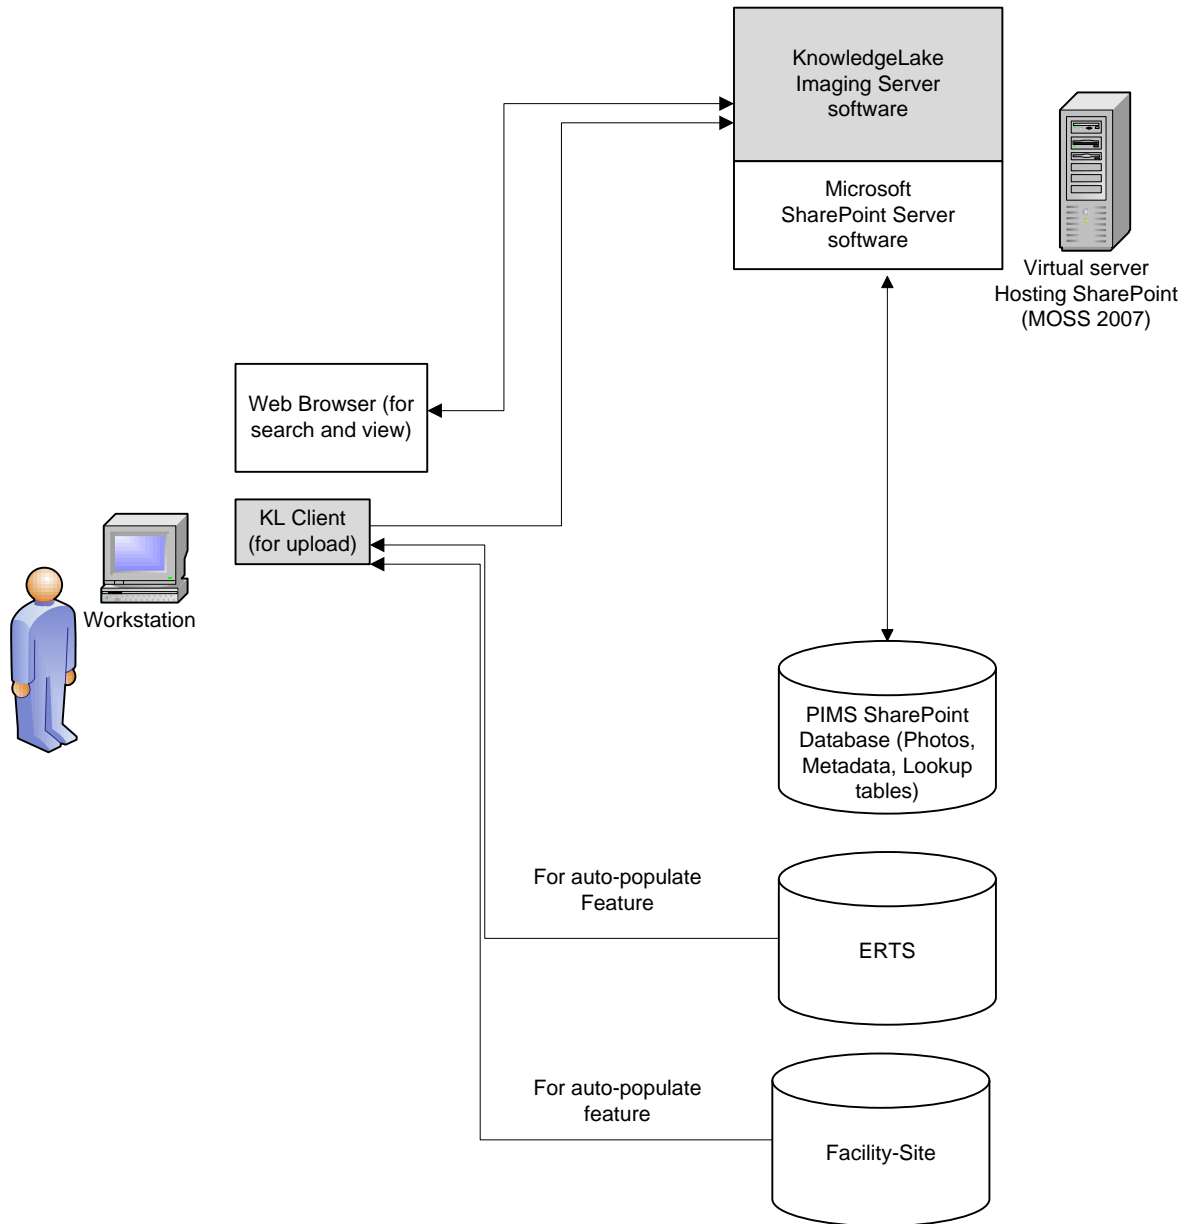 KnowledgeLake
Imaging Server
software
Microsoft
SharePoint Server
software
Virtual server
Hosting SharePoint
(MOSS 2007)
Web Browser (for
search and view)
KL Client
(for upload)
Workstation
PIMS SharePoint
Database (Photos,
Metadata, Lookup
tables)
For auto-populate
Feature
ERTS
For auto-populate
feature
Facility-Site